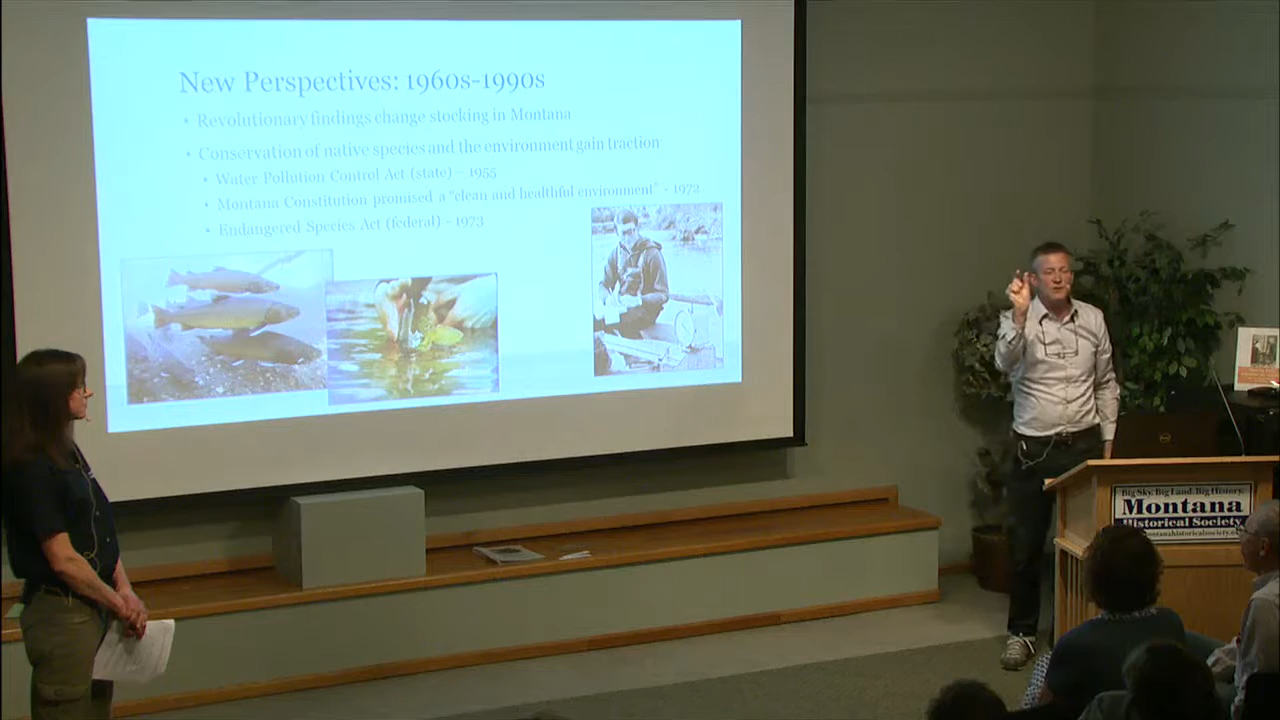 New Perspectives: 1960s-1990s
• Revolutionary findings change stocking in Montana
• Conservation of native species and the environment gain traction
• Water Pollution Control Act (state) – 1955
• Montana Constitution promised a “clean and healthful environment” - 1972
• Endangered Species Act (federal) - 1973
Big Sky. Big Land. Big History.
Montana
Historical Society